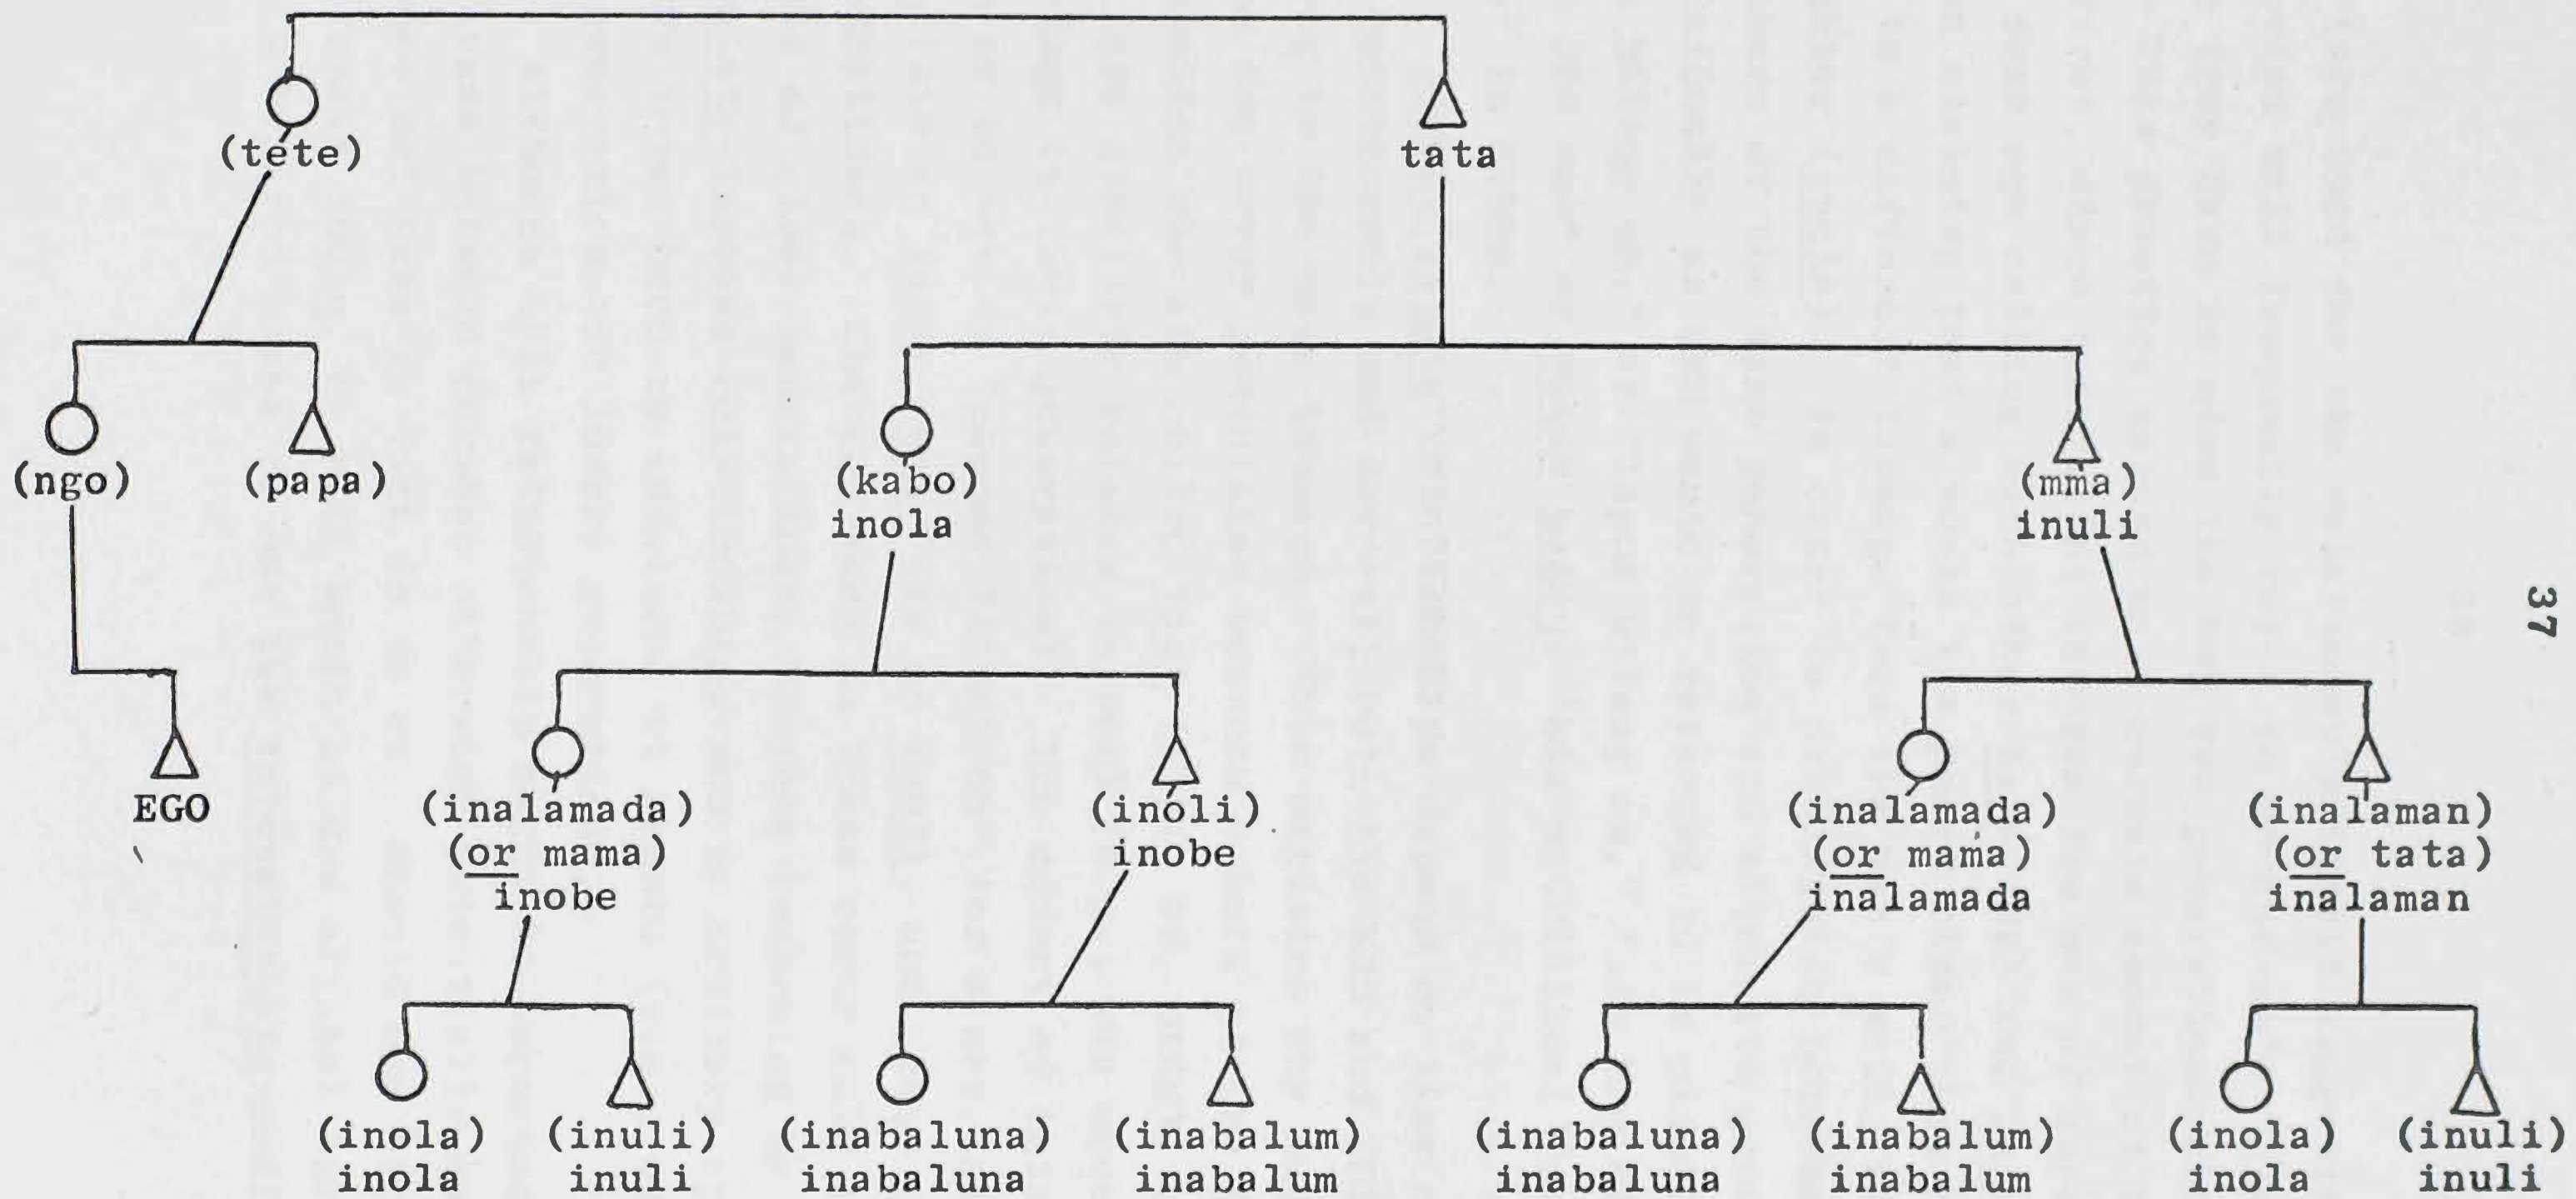 37
(tete)
tata
(ngo)
(papa)
(kabo)
inola
(mma)
inuli
EGO
(inalamada)
(or mama)
inobe
(inoli)
inobe
(inalamada)
(or mama)
inalamada
(inalaman)
(or tata)
inalaman
(inola)
inola
(inuli)
inuli
(inabaluna)
inabaluna
(inabalum)
inabalum
(inabaluna)
inabaluna
(inabalum)
inabalum
(inola)
inola
(inuli)
inuli